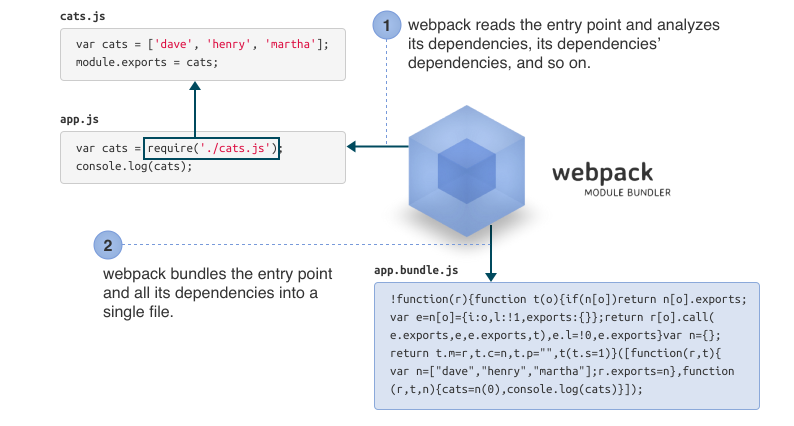 cats.js
var cats = ['dave', 'henry', 'martha'];
module.exports = cats;
app.js
var cats = require('./cats.js');
console.log(cats);
1
webpack reads the entry point and analyzes
its dependencies, its dependencies’
dependencies, and so on.
webpack
MODULE BUNDLER
2
webpack bundles the entry point
and all its dependencies into a
single file.
app.bundle.js
!function(r){function t(o){if(n[o])return n[o].exports;
var e=n[o]={i:o,l:!1,exports:{}};return r[o].call(
e.exports,e,e.exports,t),e.l=!0,e.exports}var n={};
return t.m=r,t.c=n,t.p="",t(t.s=1)}([function(r,t){
var n=["dave","henry","martha"];r.exports=n},function
(r,t,n){cats=n(0),console.log(cats)}]);